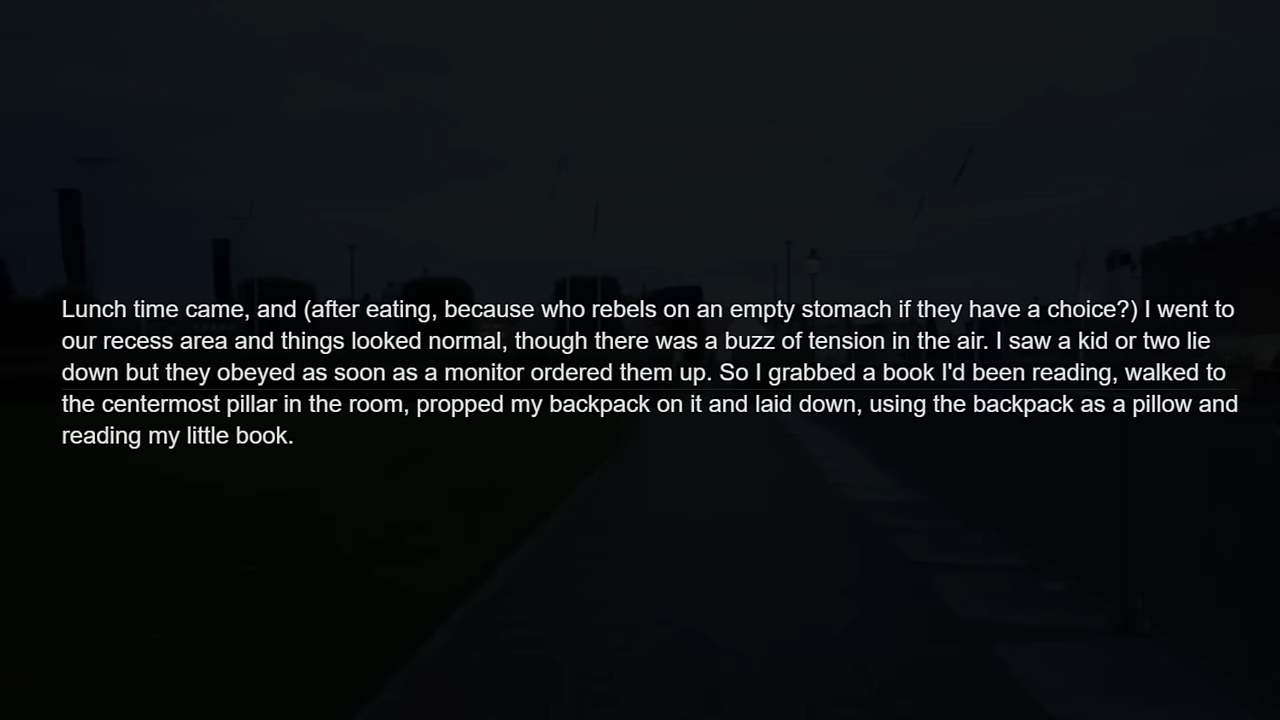 Lunch time came, and (after eating, because who rebels on an empty stomach if they have a choice?) I went to
our recess area and things looked normal, though there was a buzz of tension in the air. I saw a kid or two lie
down but they obeyed as soon as a monitor ordered them up. So I grabbed a book I'd been reading, walked to
the centermost pillar in the room, propped my backpack on it and laid down, using the backpack as a pillow and
reading my little book.